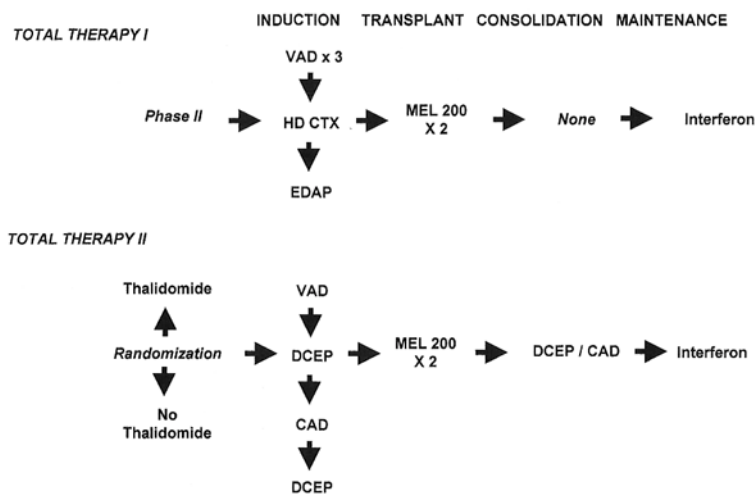 INDUCTION TRANSPLANT CONSOLIDATION MAINTENANCE
TOTAL THERAPY I
VAD x 3
Phase II HD CTX MEL 200 X 2 None Interferon
EDAP
TOTAL THERAPY II
Thalidomide VAD
Randomization DCEP MEL 200 X 2 DCEP / CAD Interferon
No Thalidomide CAD
DCEP